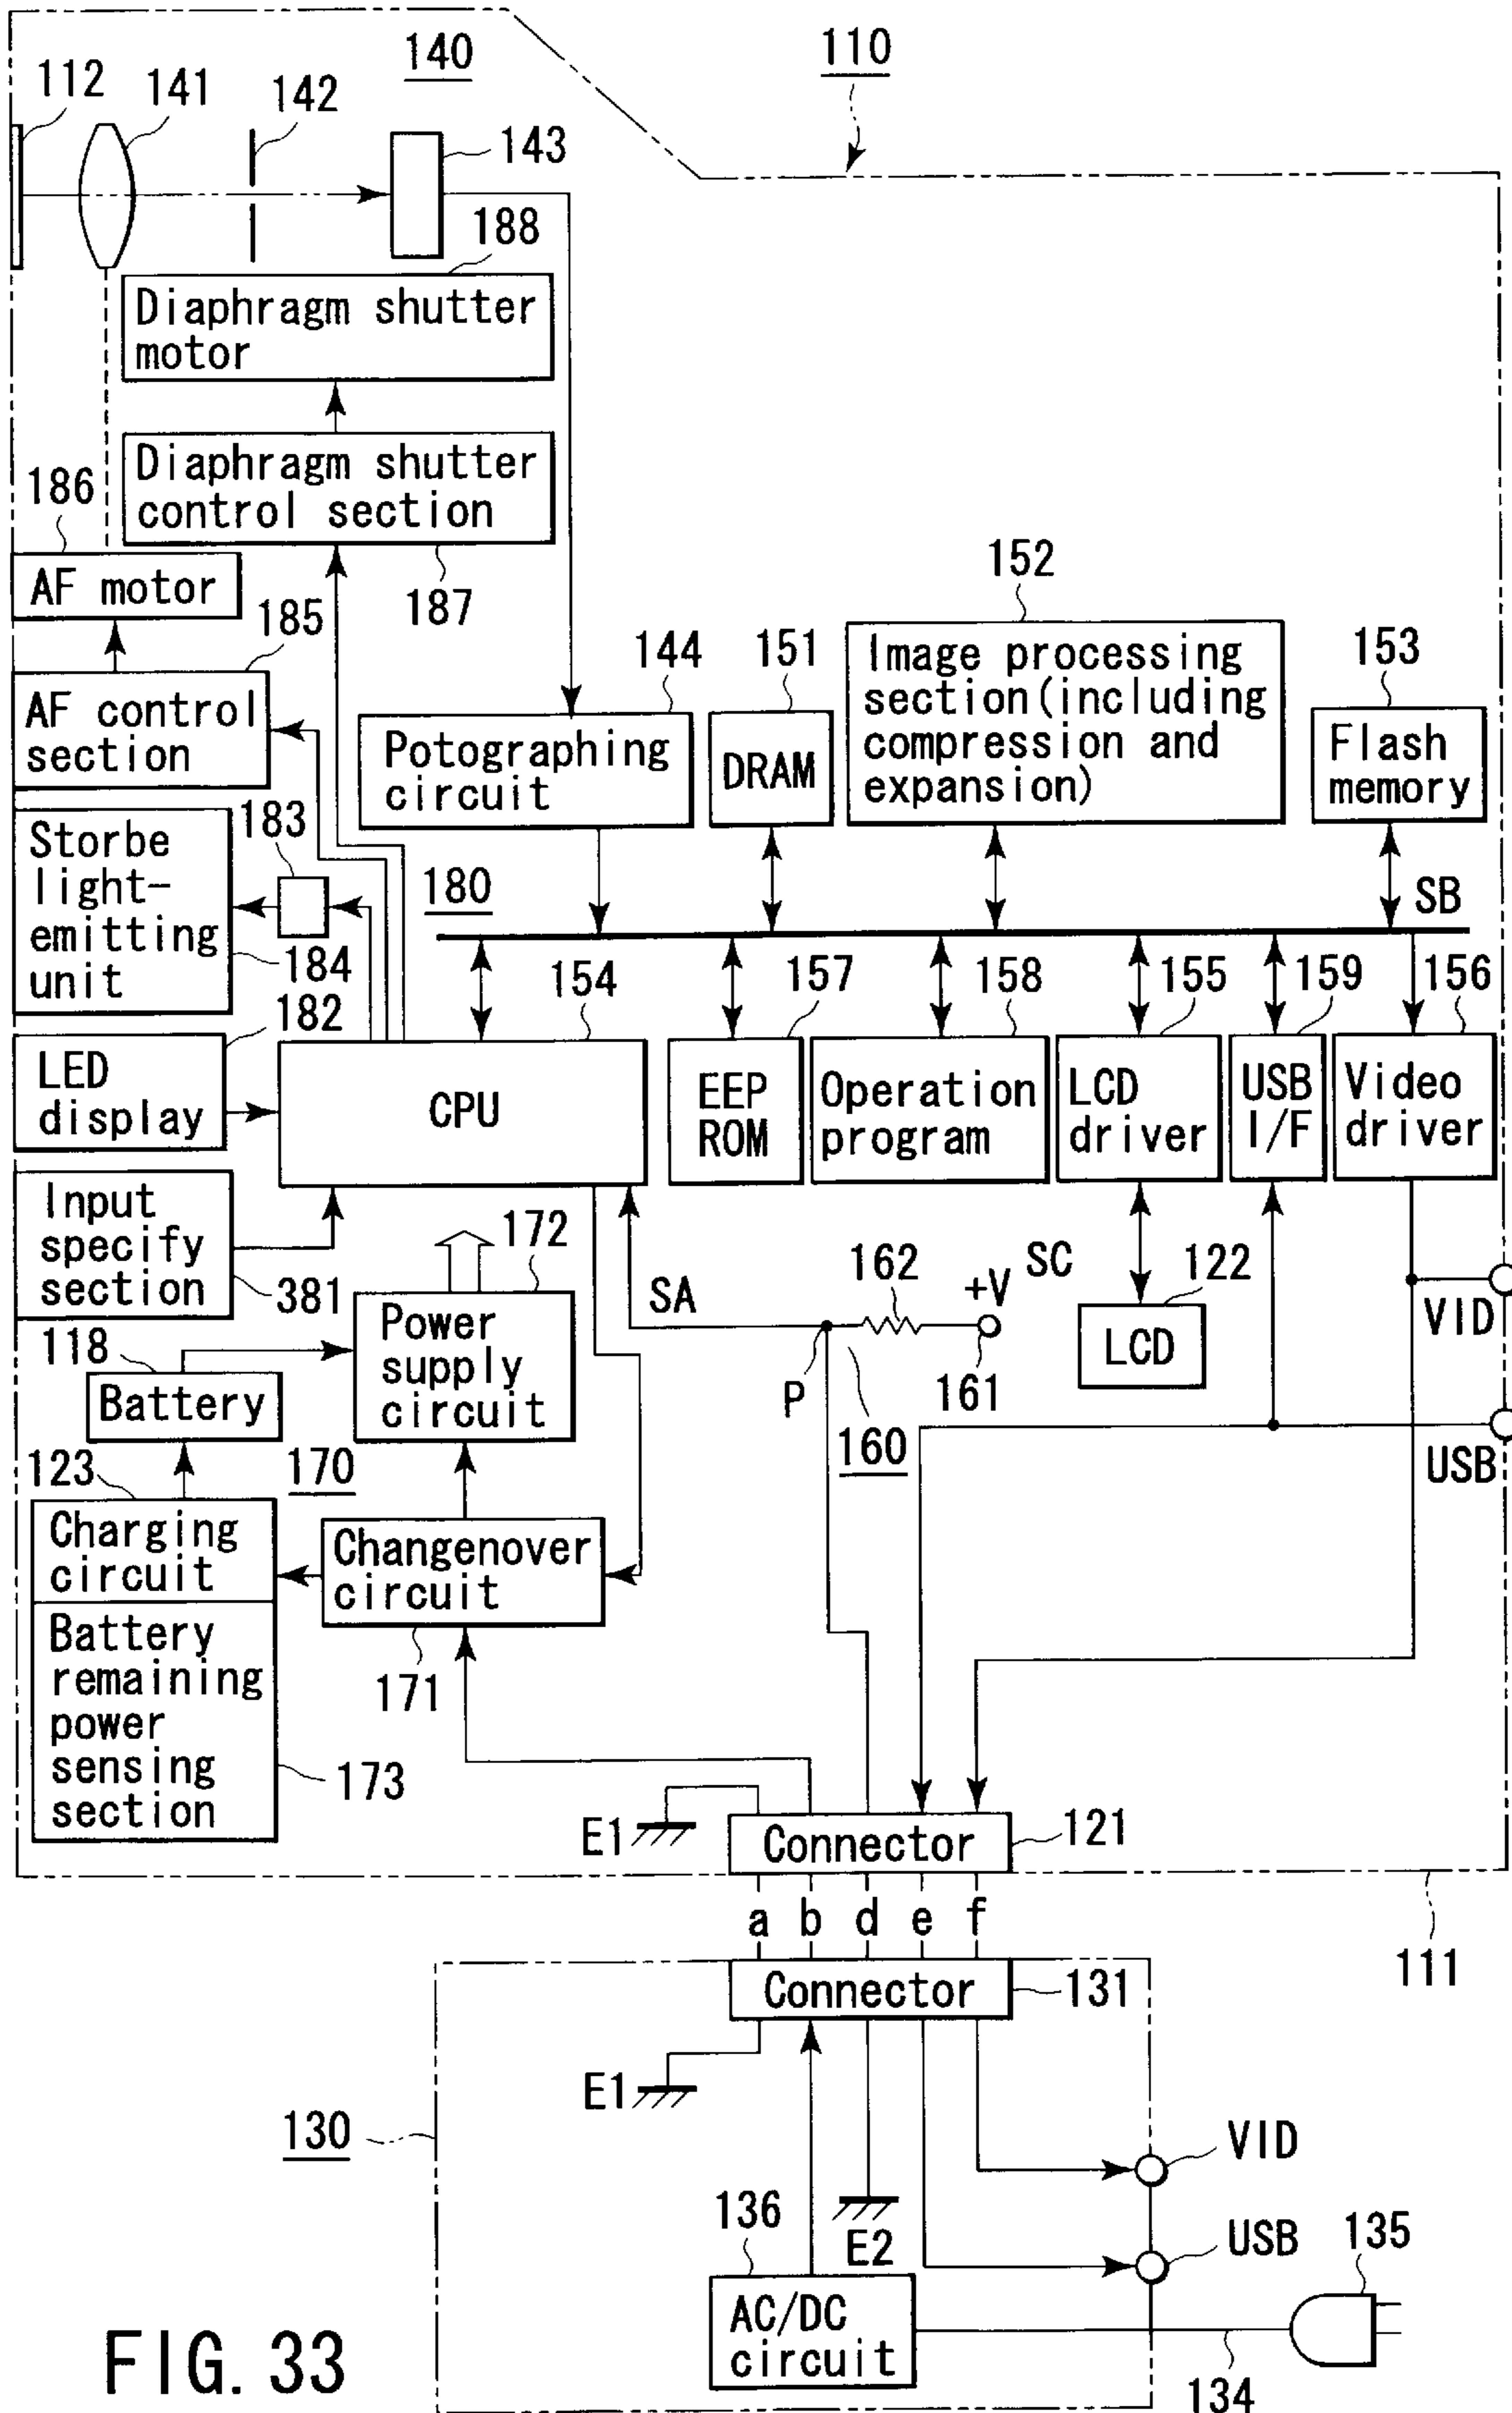 140
110
112
141
142
143
188
Diaphragm shutter
motor
Diaphragm shutter
control section
187
186
AF motor
185
AF control
section
144
Potographing
circuit
151
DRAM
152
Image processing
section(including
compression and
expansion)
153
Flash
memory
183
Storbe
light-
emitting
unit
184
180
SB
182
LED
display
154
CPU
157
EEP
ROM
158
Operation
program
155
LCD
driver
159
USB
I/F
156
Video
driver
Input
specify
section
381
172
Power
supply
circuit
SA
162
+V
161
P
160
SC
122
LCD
VID
USB
118
Battery
170
123
Charging
circuit
Changenover
circuit
171
Battery
remaining
power
sensing
section
173
E1
Connector
121
a b d e f
111
Connector
131
E1
130
VID
136
E2
USB
135
AC/DC
circuit
134
FIG. 33